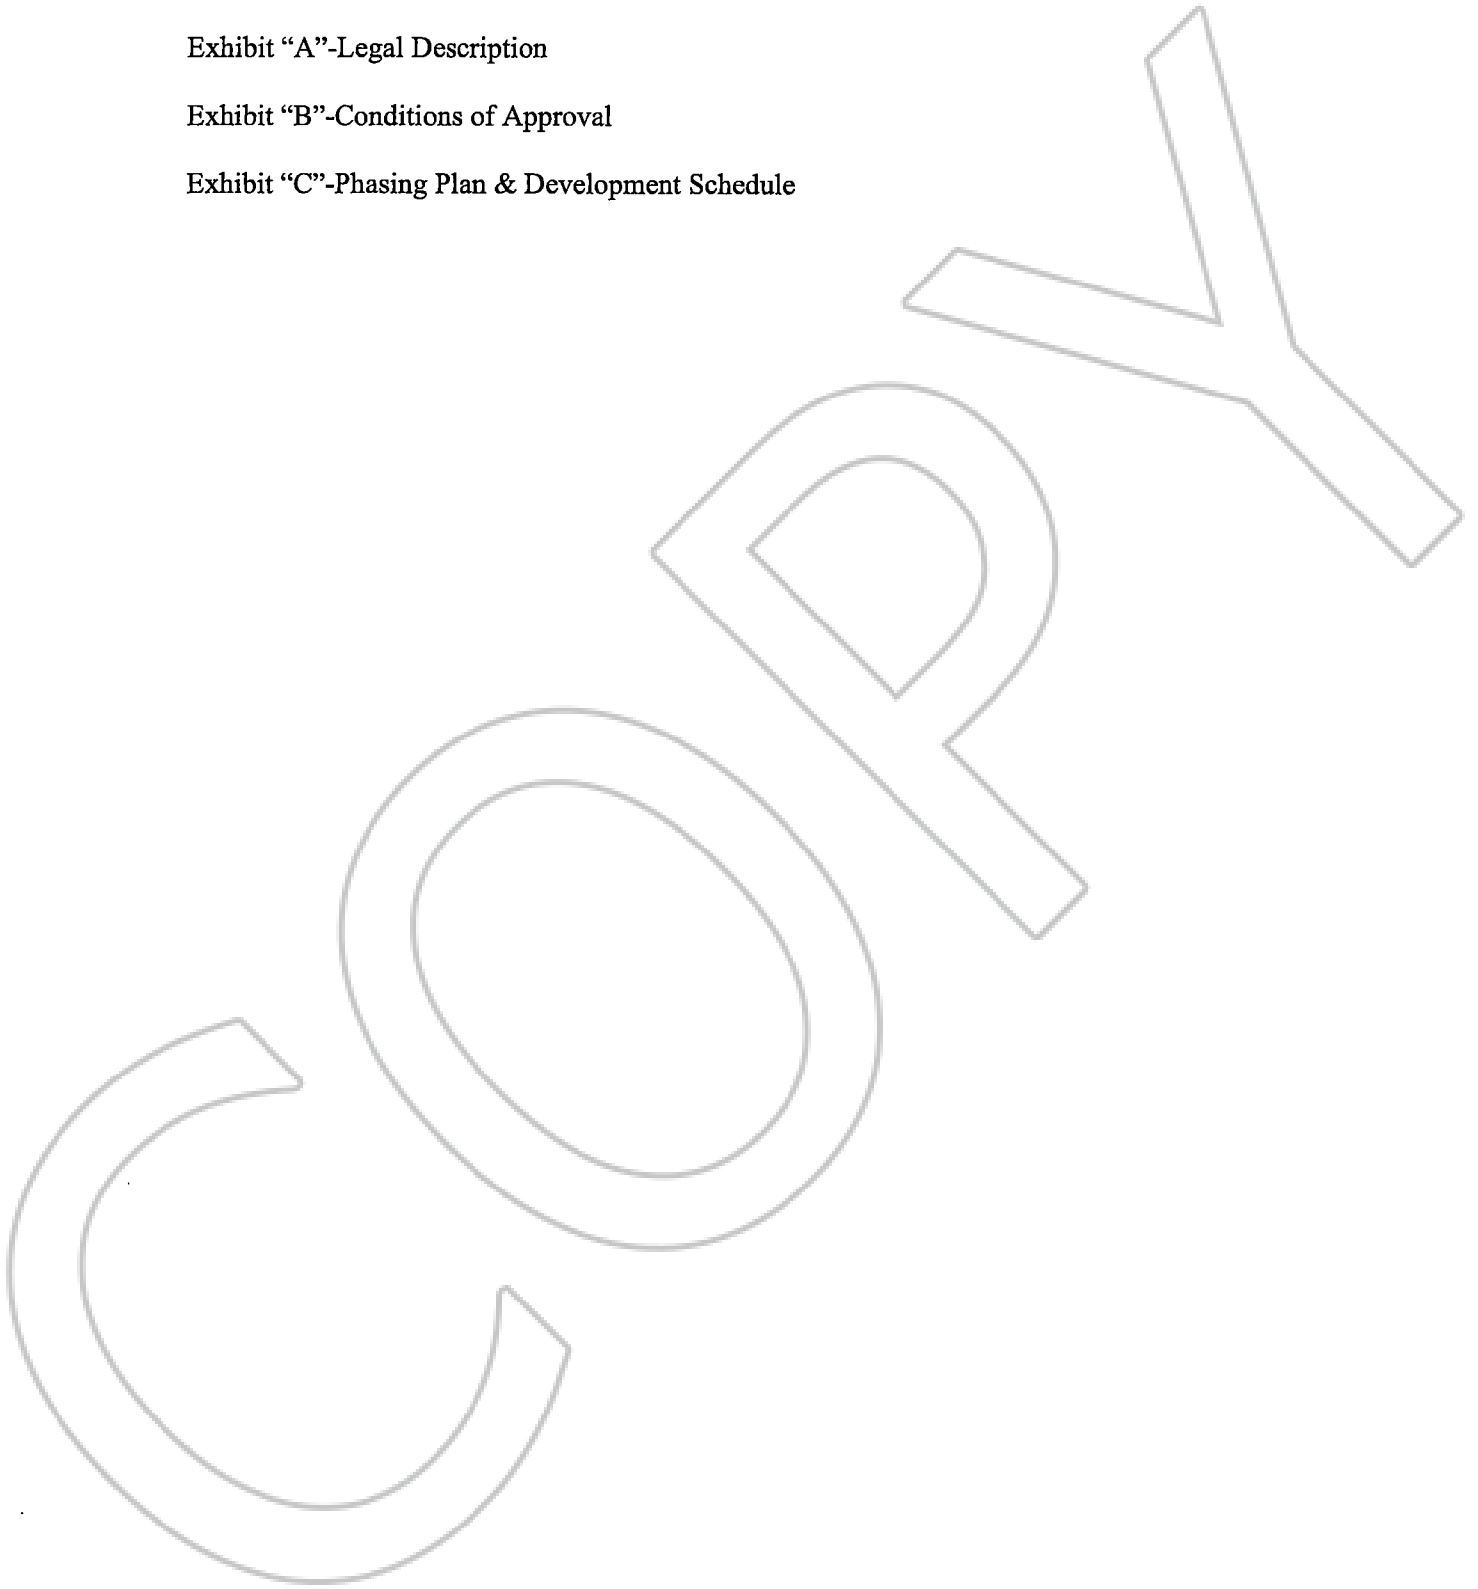 Exhibit “A”-Legal Description
Exhibit “B”-Conditions of Approval
Exhibit “C”-Phasing Plan & Development Schedule
COPY